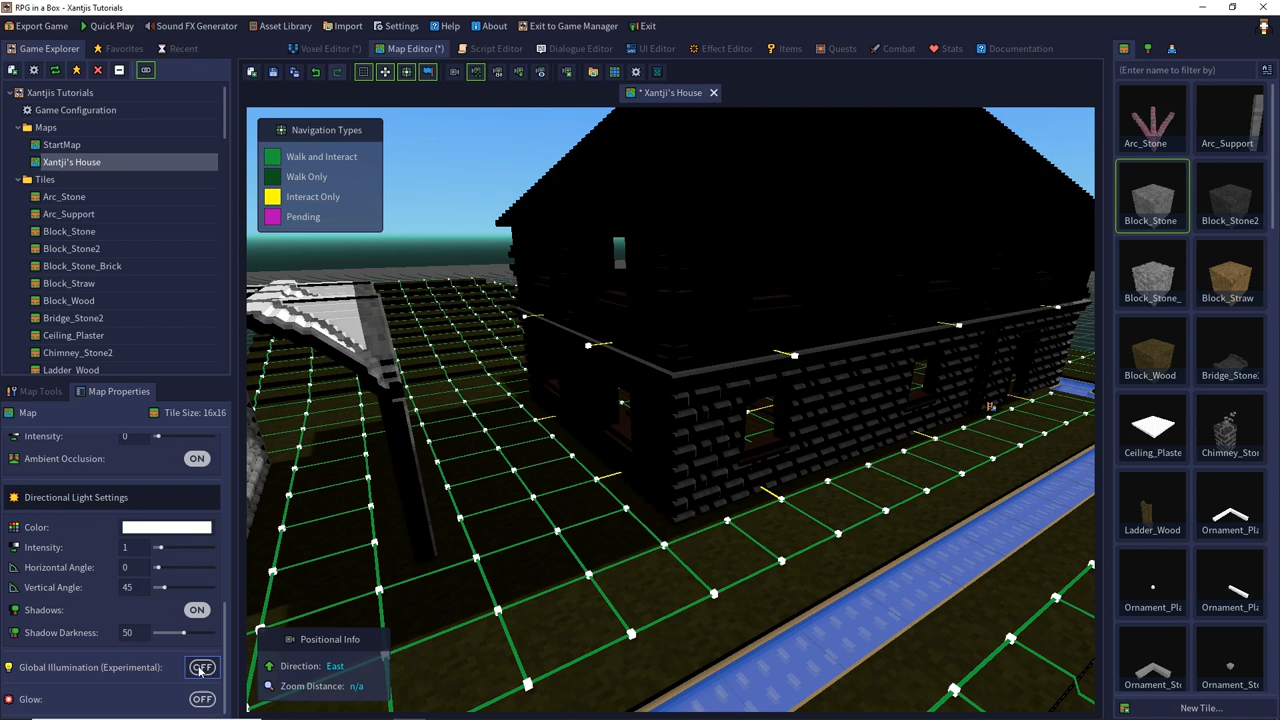 RPG in a Box - Xantjis Tutorials
Export Game
Quick Play
Sound FX Generator
Asset Library
Import
Settings
Help
About
Exit to Game Manager
Exit
Game Explorer
Favorites
Recent
Voxel Editor (*)
Map Editor (*)
Script Editor
Dialogue Editor
UI Editor
Effect Editor
Items
Quests
Combat
Stats
Documentation
(Enter name to filter by)
* Xantji's House
Xantjis Tutorials
Game Configuration
Maps
StartMap
Xantji's House
Tiles
Arc_Stone
Arc_Support
Block_Stone
Block_Stone2
Block_Stone_Brick
Block_Straw
Block_Wood
Bridge_Stone2
Ceiling_Plaster
Chimney_Stone2
Ladder_Wood
Map Tools
Map Properties
Map
Tile Size: 16x16
Intensity: 0
Ambient Occlusion: ON
Directional Light Settings
Color:
Intensity: 1
Horizontal Angle: 0
Vertical Angle: 45
Shadows: ON
Shadow Darkness: 50
Global Illumination (Experimental): OFF
Glow: OFF
Navigation Types
Walk and Interact
Walk Only
Interact Only
Pending
Positional Info
Direction: East
Zoom Distance: n/a
Arc_Stone
Arc_Support
Block_Stone
Block_Stone2
Block_Stone_
Block_Straw
Block_Wood
Bridge_Stone
Ceiling_Plaste
Chimney_Stor
Ladder_Wood
Ornament_Pla
Ornament_Pla
Ornament_Pla
Ornament_Sto
Ornament_Sto
New Tile...